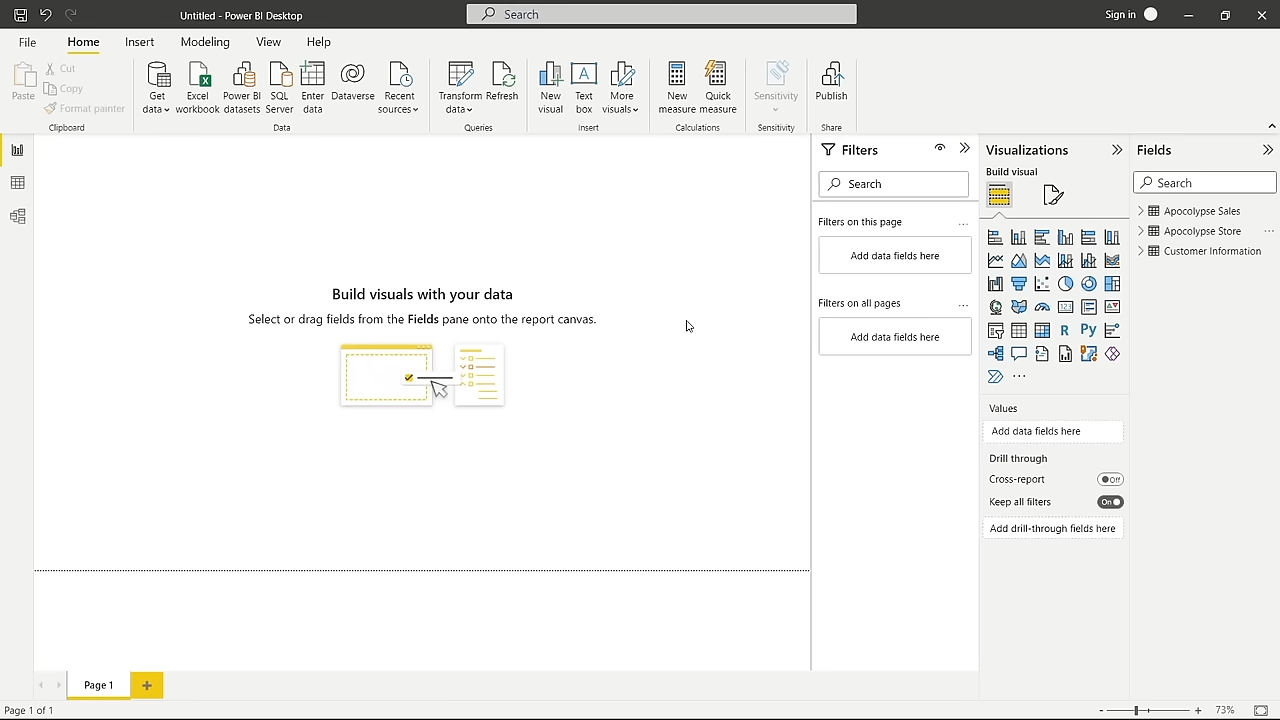 Untitled - Power BI Desktop
Search
Sign in
File
Home
Insert
Modeling
View
Help
Paste
Cut
Copy
Format painter
Clipboard
Get data
Excel workbook
Power BI datasets
SQL Server
Enter data
Dataverse
Recent sources
Data
Transform data
Refresh
Queries
New visual
Text box
More visuals
Insert
New measure
Quick measure
Calculations
Sensitivity
Sensitivity
Publish
Share
Build visuals with your data
Select or drag fields from the Fields pane onto the report canvas.
Filters
Search
Filters on this page
...
Add data fields here
Filters on all pages
...
Add data fields here
Visualizations
Build visual
123
R
Py
...
Values
Add data fields here
Drill through
Cross-report
Off
Keep all filters
On
Add drill-through fields here
Fields
Search
Apocolypse Sales
Apocolypse Store
...
Customer Information
Page 1
+
Page 1 of 1
-
+
73%